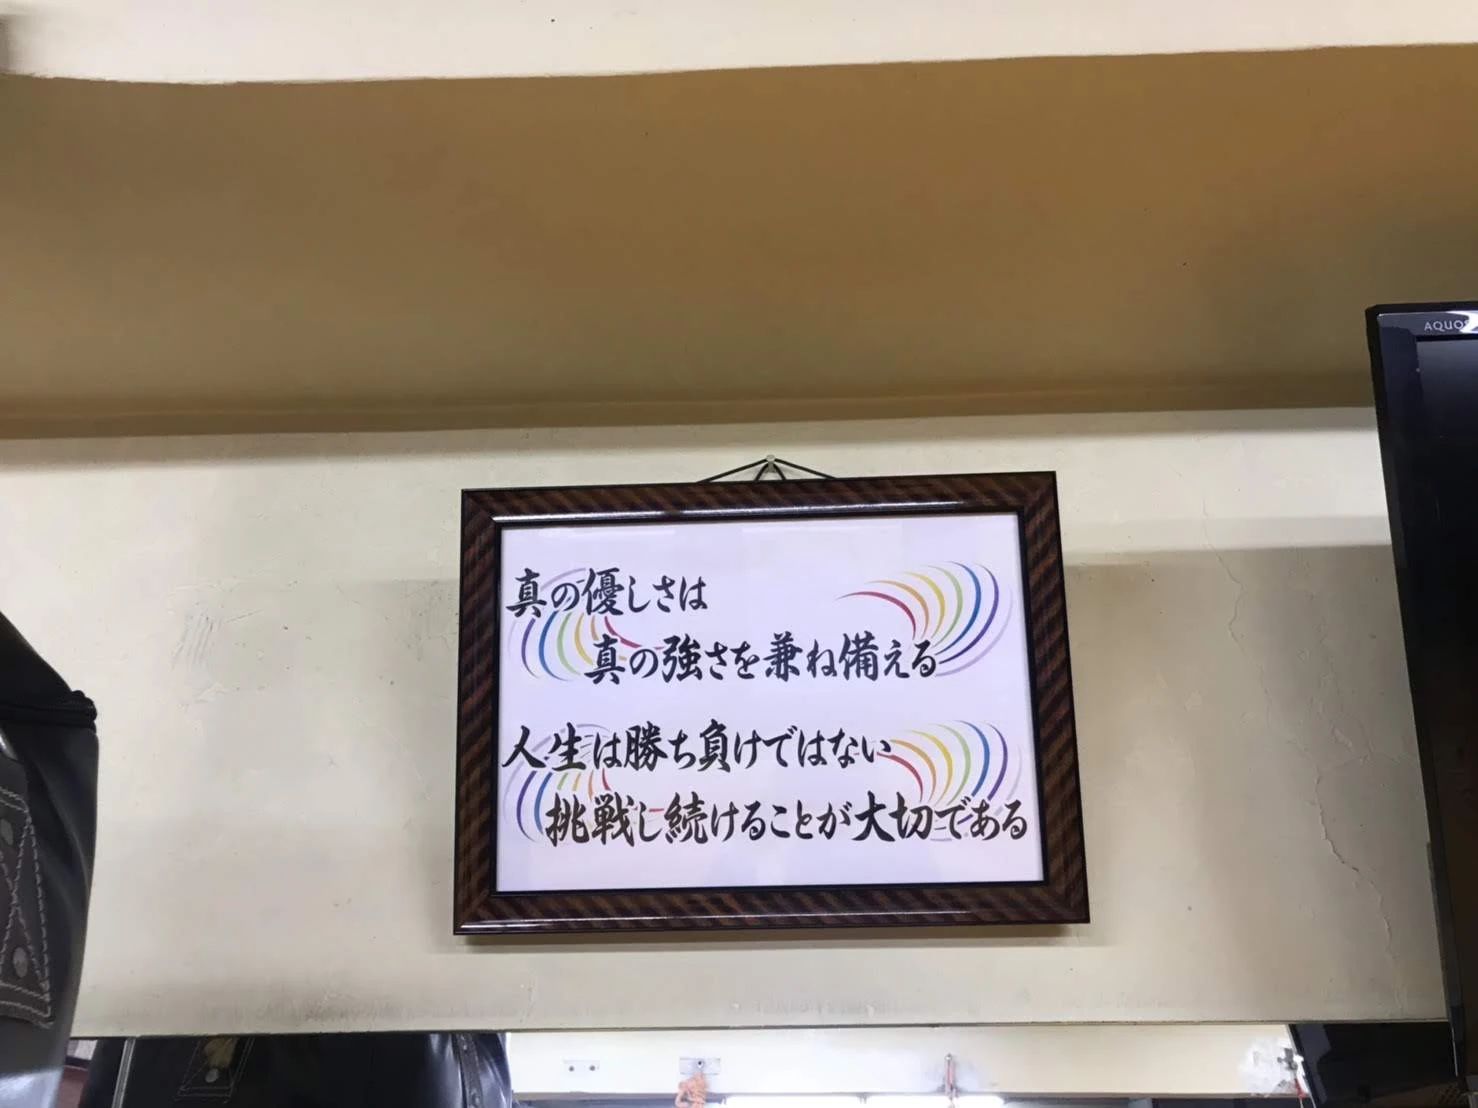 真の優しさは
真の強さを兼ね備える
人生は勝ち負けではない
挑戦し続けることが大切である
AQUOS